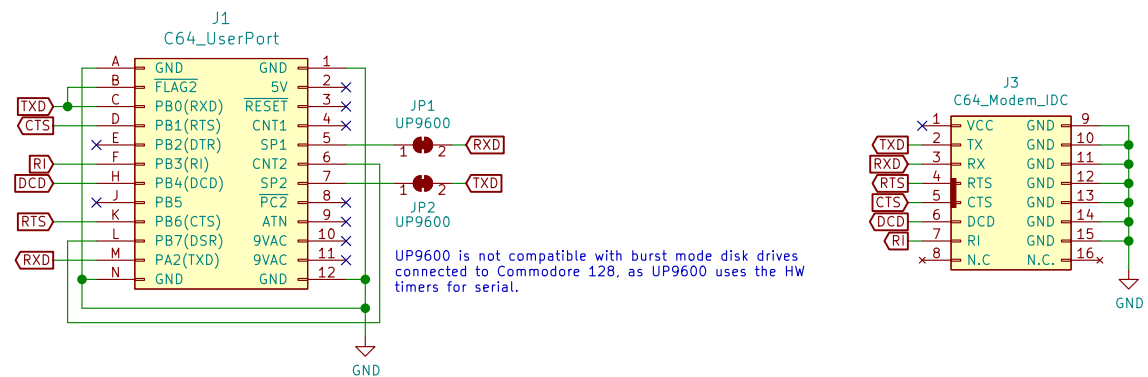 J1
C64_UserPort
A GND GND 1
B FLAG2 5V 2
TXD C PB0(RXD) RESET 3
CTS D PB1(RTS) CNT1 4
E PB2(DTR) SP1 5
RI F PB3(RI) CNT2 6
DCD H PB4(DCD) SP2 7
J PB5 PC2 8
RTS K PB6(CTS) ATN 9
L PB7(DSR) 9VAC 10
RXD M PA2(TXD) 9VAC 11
N GND GND 12
GND
JP1
UP9600
1 2 RXD
1 2 TXD
JP2
UP9600
UP9600 is not compatible with burst mode disk drives
connected to Commodore 128, as UP9600 uses the HW
timers for serial.
J3
C64_Modem_IDC
1 VCC GND 9
TXD 2 TX GND 10
RXD 3 RX GND 11
RTS 4 RTS GND 12
CTS 5 CTS GND 13
DCD 6 DCD GND 14
RI 7 RI GND 15
8 N.C N.C. 16
GND